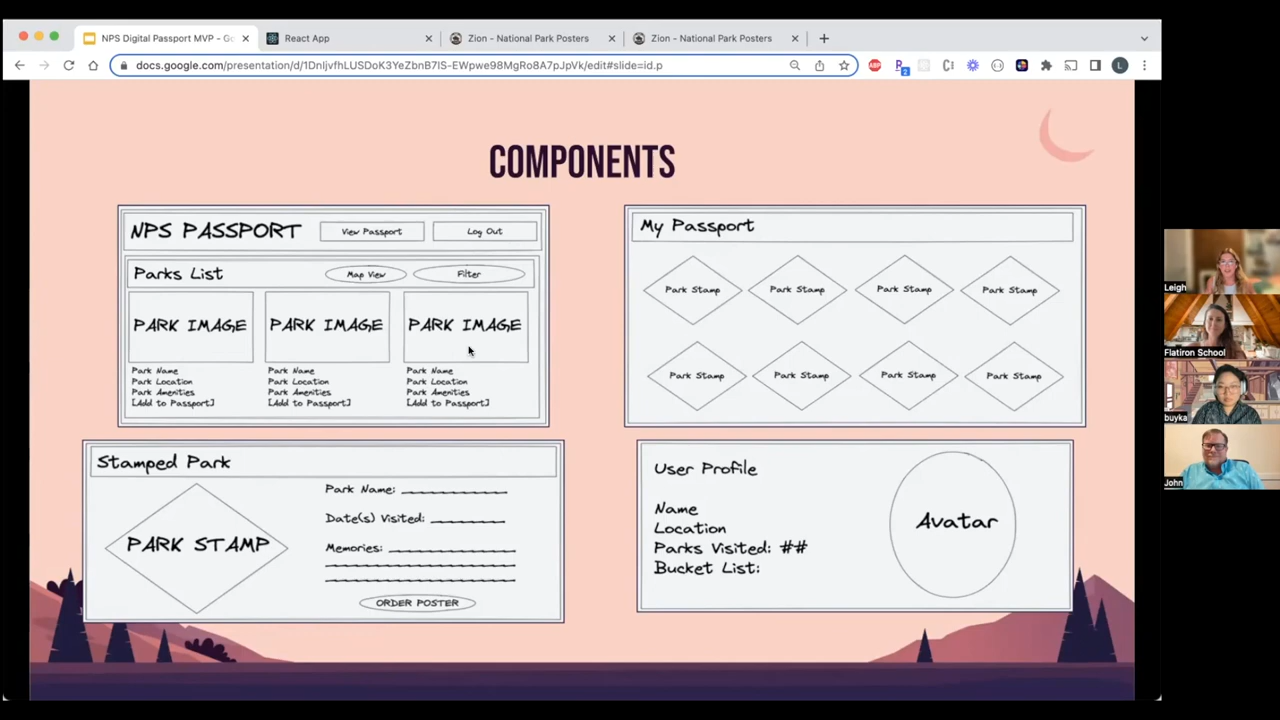 NPS Digital Passport MVP - Go
React App
Zion - National Park Posters
Zion - National Park Posters
docs.google.com/presentation/d/1DnIjvfhLUSDoK3YeZbnB7IS-EWpwe98MgRo8A7pJpVk/edit#slide=id.p
COMPONENTS
NPS PASSPORT
View Passport
Log Out
Parks List
Map View
Filter
PARK IMAGE
PARK IMAGE
PARK IMAGE
Park Name
Park Location
Park Amenities
[Add to Passport]
Park Name
Park Location
Park Amenities
[Add to Passport]
Park Name
Park Location
Park Amenities
[Add to Passport]
My Passport
Park Stamp
Park Stamp
Park Stamp
Park Stamp
Park Stamp
Park Stamp
Park Stamp
Park Stamp
Stamped Park
PARK STAMP
Park Name:
Date(s) Visited:
Memories:
ORDER POSTER
User Profile
Name
Location
Parks Visited: ##
Bucket List:
Avatar
Leigh
Flatiron School
buyka
John